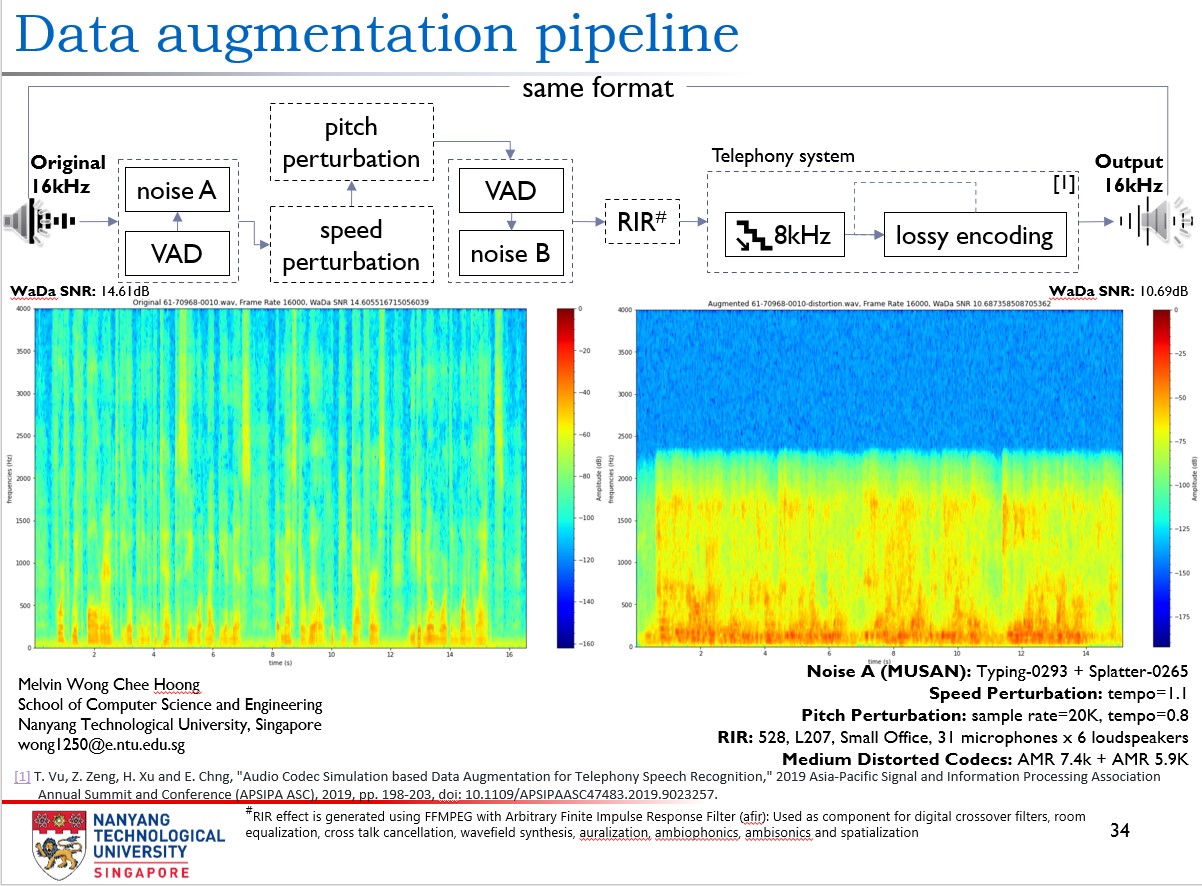 Data augmentation pipeline
same format
Original
16kHz
noise A
VAD
pitch
perturbation
speed
perturbation
VAD
noise B
RIR#
Telephony system
[1]
8kHz
lossy encoding
Output
16kHz
WaDa SNR: 14.61dB
Original 61-70968-0010.wav, Frame Rate 16000, WaDa SNR 14.605516715056039
4000
3500
3000
2500
2000
1500
1000
500
0
frequencies (Hz)
2
4
6
8
10
12
14
16
time (s)
0
−20
−40
−60
−80
−100
−120
−140
−160
Amplitude (dB)
WaDa SNR: 10.69dB
Augmented 61-70968-0010-distortion.wav, Frame Rate 16000, WaDa SNR 10.687358508705362
4000
3500
3000
2500
2000
1500
1000
500
0
frequencies (Hz)
2
4
6
8
10
12
14
time (s)
0
−25
−50
−75
−100
−125
−150
−175
Amplitude (dB)
Melvin Wong Chee Hoong
School of Computer Science and Engineering
Nanyang Technological University, Singapore
wong1250@e.ntu.edu.sg
Noise A (MUSAN): Typing-0293 + Splatter-0265
Speed Perturbation: tempo=1.1
Pitch Perturbation: sample rate=20K, tempo=0.8
RIR: 528, L207, Small Office, 31 microphones x 6 loudspeakers
Medium Distorted Codecs: AMR 7.4k + AMR 5.9K
[1] T. Vu, Z. Zeng, H. Xu and E. Chng, "Audio Codec Simulation based Data Augmentation for Telephony Speech Recognition," 2019 Asia-Pacific Signal and Information Processing Association
Annual Summit and Conference (APSIPA ASC), 2019, pp. 198-203, doi: 10.1109/APSIPAASC47483.2019.9023257.
#RIR effect is generated using FFMPEG with Arbitrary Finite Impulse Response Filter (afir): Used as component for digital crossover filters, room
equalization, cross talk cancellation, wavefield synthesis, auralization, ambiophonics, ambisonics and spatialization
NANYANG
TECHNOLOGICAL
UNIVERSITY
SINGAPORE
34